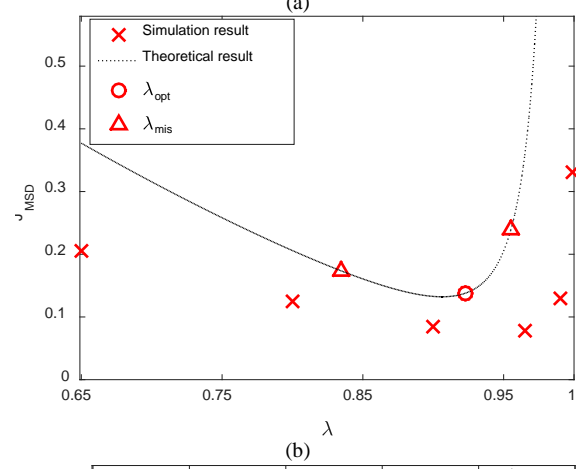 (a)
Simulation result
Theoretical result
λopt
λmis
0.5
0.4
0.3
0.2
0.1
0
JMSD
0.65
0.75
0.85
0.95
1
λ
(b)